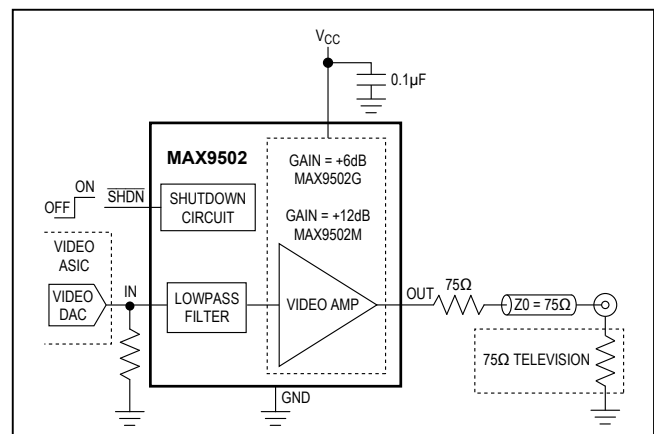 VCC
0.1µF
MAX9502
GAIN = +6dB
MAX9502G
GAIN = +12dB
MAX9502M
ON
OFF
SHDN
SHUTDOWN
CIRCUIT
VIDEO
ASIC
VIDEO
DAC
IN
LOWPASS
FILTER
VIDEO AMP
OUT
75Ω
Z0 = 75Ω
75Ω TELEVISION
GND